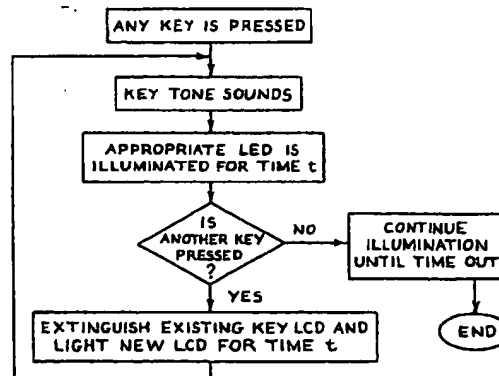 ANY KEY IS PRESSED
KEY TONE SOUNDS
APPROPRIATE LED IS
ILLUMINATED FOR TIME t
IS
ANOTHER KEY
PRESSED
?
NO
CONTINUE
ILLUMINATION
UNTIL TIME OUT
END
YES
EXTINGUISH EXISTING KEY LCD AND
LIGHT NEW LCD FOR TIME t